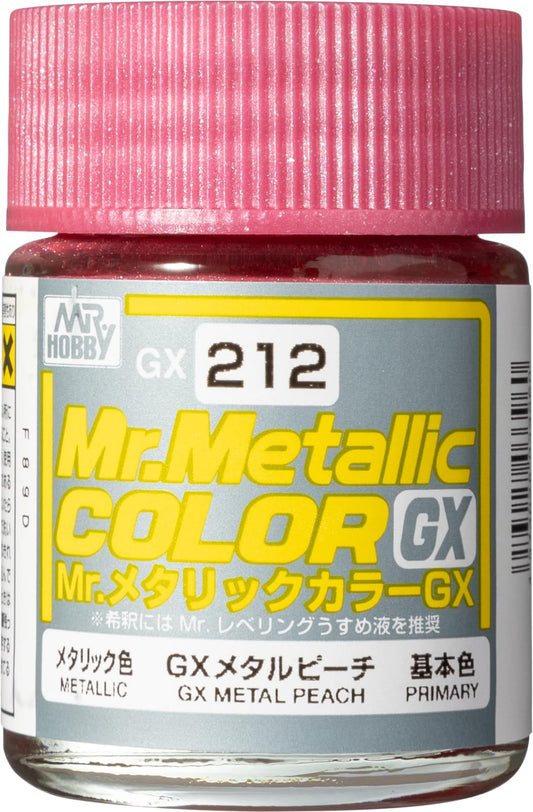 MR HOBBY
GX 212
Mr.Metallic
COLOR GX
Mr.メタリックカラーGX
※希釈には Mr. レベリングうすめ液を推奨
メタリック色 GXメタルピーチ 基本色
METALLIC GX METAL PEACH PRIMARY
F89D